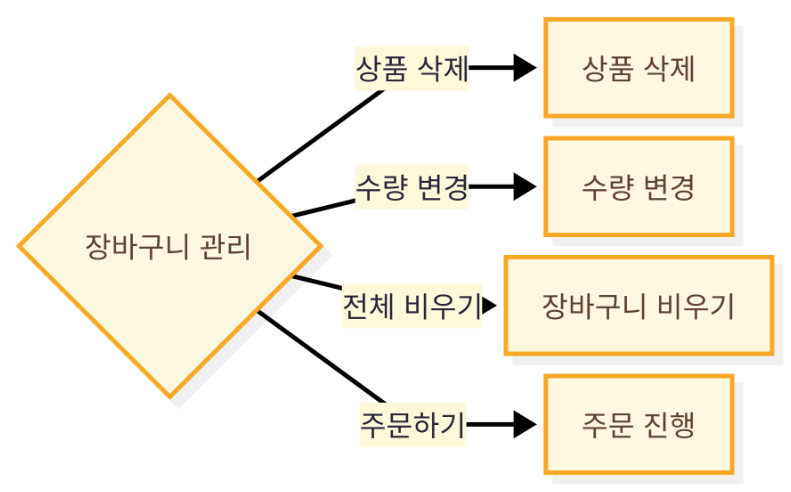 장바구니 관리
상품 삭제
상품 삭제
수량 변경
수량 변경
전체 비우기
장바구니 비우기
주문하기
주문 진행